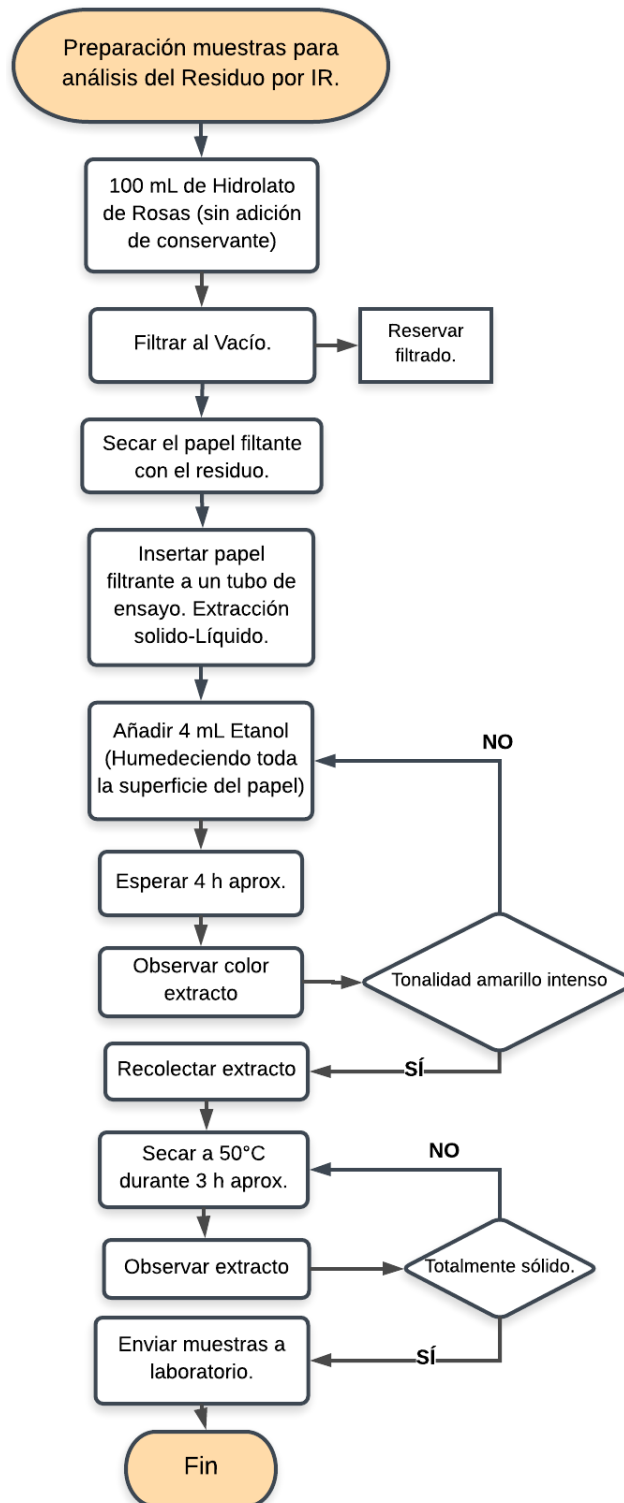 Preparación muestras para
análisis del Residuo por IR.
100 mL de Hidrolato
de Rosas (sin adición
de conservante)
Filtrar al Vacío.
Reservar
filtrado.
Secar el papel filtante
con el residuo.
Insertar papel
filtrante a un tubo de
ensayo. Extracción
solido-Líquido.
Añadir 4 mL Etanol
(Humedeciendo toda
la superficie del papel)
NO
Esperar 4 h aprox.
Observar color
extracto
Tonalidad amarillo intenso
Recolectar extracto
SÍ
Secar a 50°C
durante 3 h aprox.
NO
Observar extracto
Totalmente sólido.
Enviar muestras a
laboratorio.
SÍ
Fin